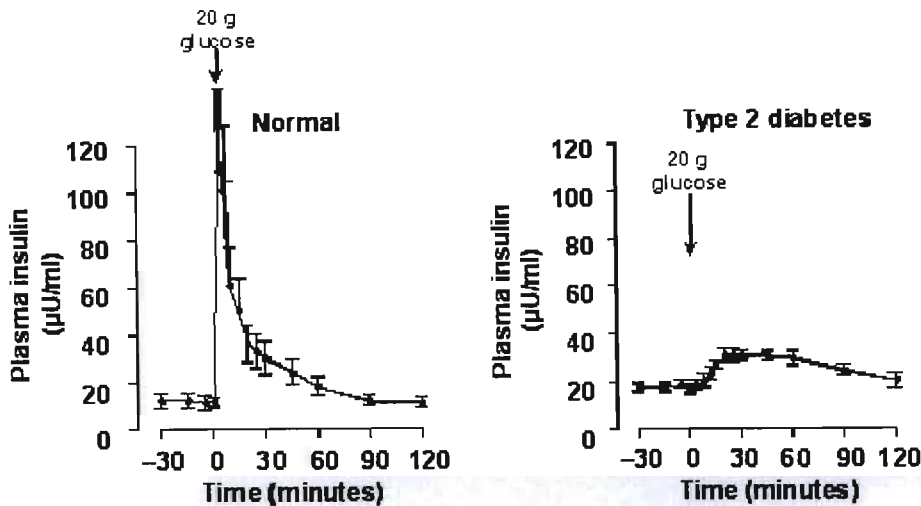 20 g
glucose
Normal
Plasma insulin
(µU/ml)
120
100
80
60
40
20
0
–30 0 30 60 90 120
Time (minutes)
Type 2 diabetes
20 g
glucose
Plasma insulin
(µU/ml)
120
100
80
60
40
20
0
–30 0 30 60 90 120
Time (minutes)